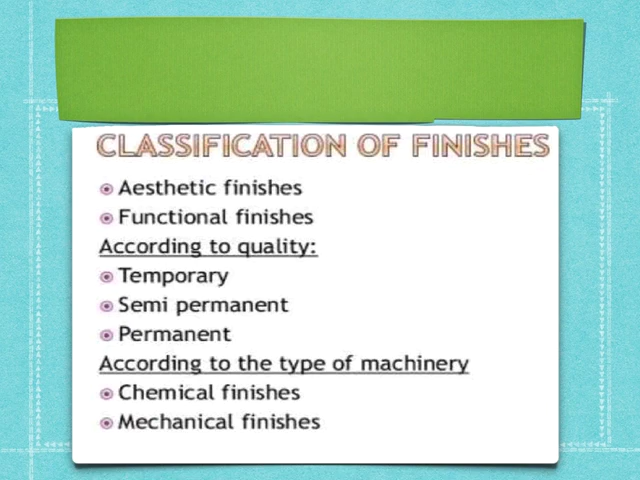 CLASSIFICATION OF FINISHES
Aesthetic finishes
Functional finishes
According to quality:
Temporary
Semi permanent
Permanent
According to the type of machinery
Chemical finishes
Mechanical finishes